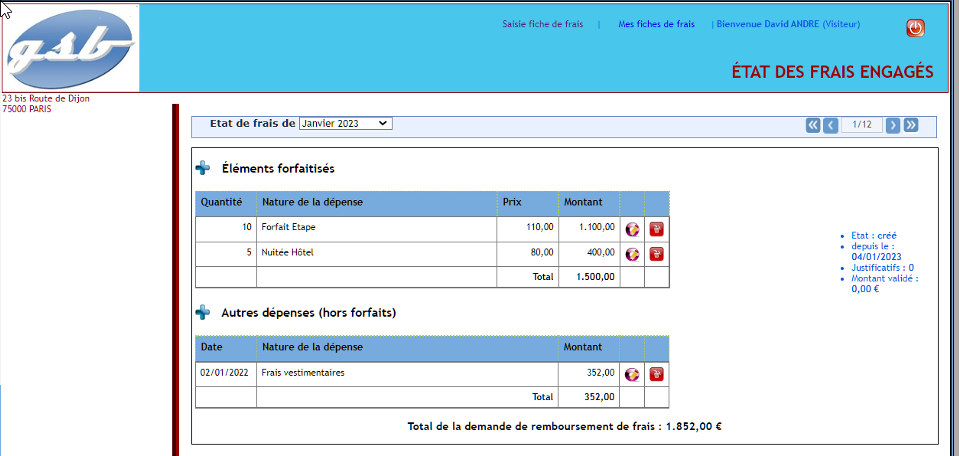 gsb
Saisie fiche de frais | Mes fiches de frais | Bienvenue David ANDRE (Visiteur)
ÉTAT DES FRAIS ENGAGÉS
23 bis Route de Dijon
75000 PARIS
Etat de frais de Janvier 2023 1/12
Éléments forfaitisés
Quantité Nature de la dépense Prix Montant
10 Forfait Etape 110,00 1.100,00
5 Nuitée Hôtel 80,00 400,00
Total 1.500,00
Etat : créé
depuis le :
04/01/2023
Justificatifs : 0
Montant validé :
0,00 €
Autres dépenses (hors forfaits)
Date Nature de la dépense Montant
02/01/2022 Frais vestimentaires 352,00
Total 352,00
Total de la demande de remboursement de frais : 1.852,00 €